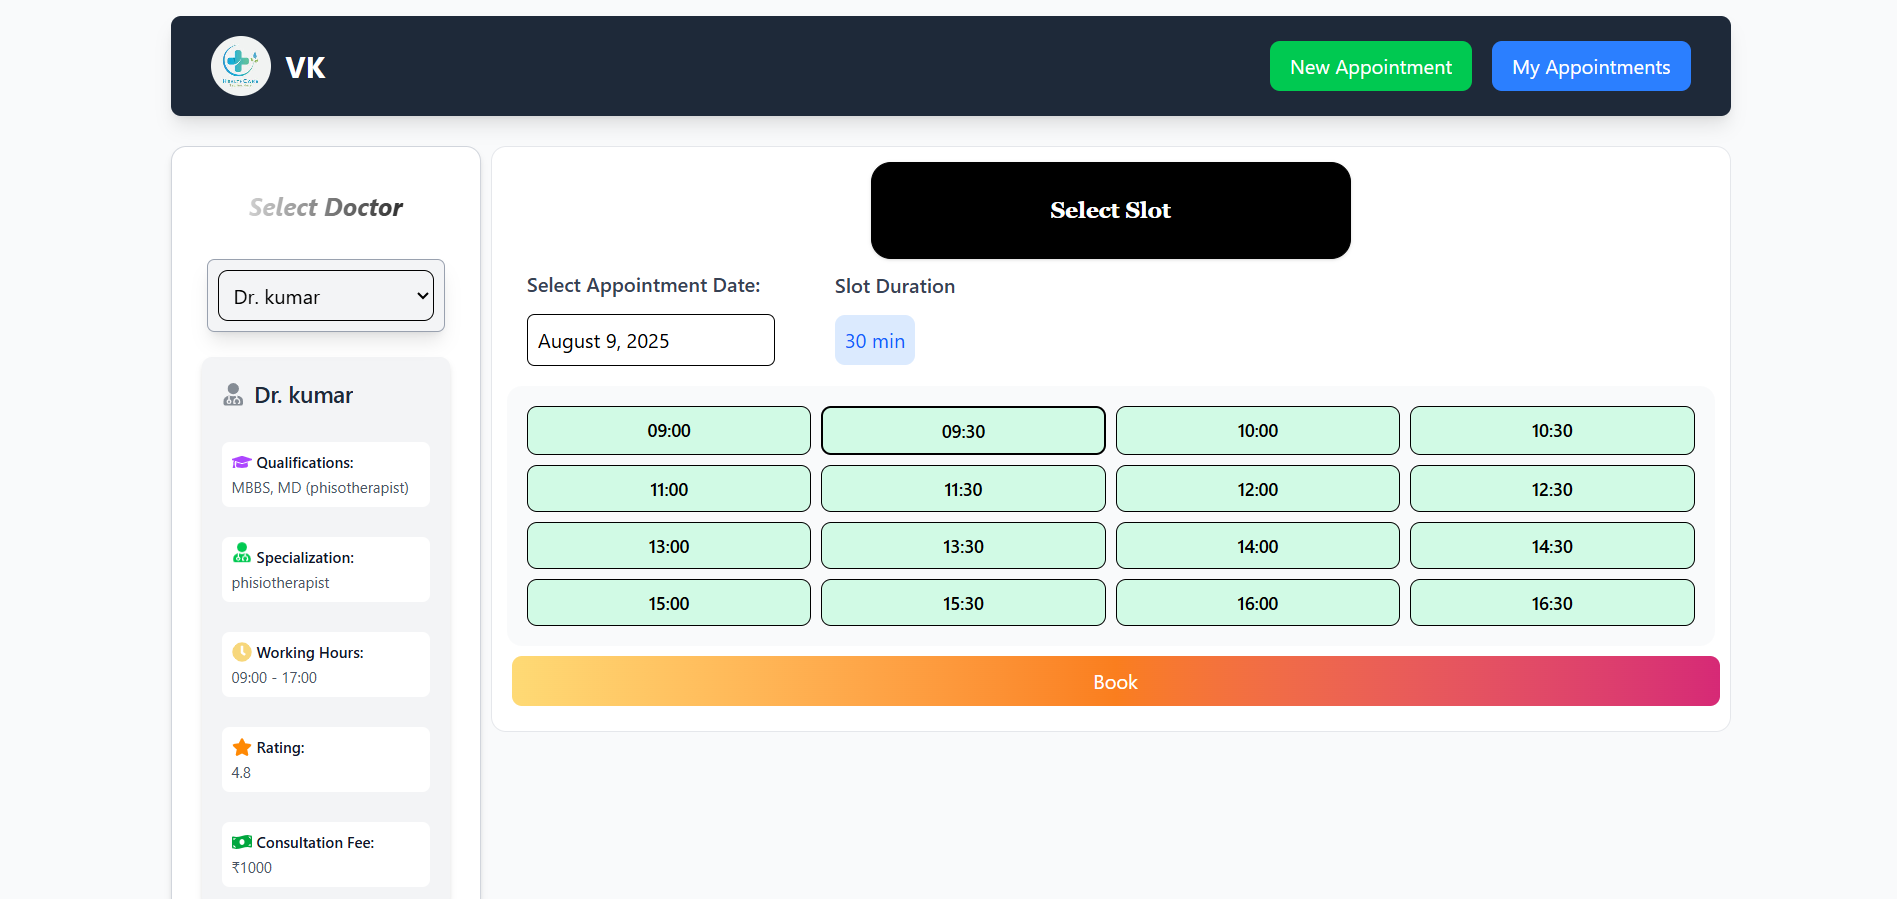 HEALTH CARE
VK
New Appointment
My Appointments
Select Doctor
Dr. kumar
Dr. kumar
Qualifications:
MBBS, MD (phisotherapist)
Specialization:
phisiotherapist
Working Hours:
09:00 - 17:00
Rating:
4.8
Consultation Fee:
₹1000
Select Slot
Select Appointment Date:
Slot Duration
August 9, 2025
30 min
09:00
09:30
10:00
10:30
11:00
11:30
12:00
12:30
13:00
13:30
14:00
14:30
15:00
15:30
16:00
16:30
Book